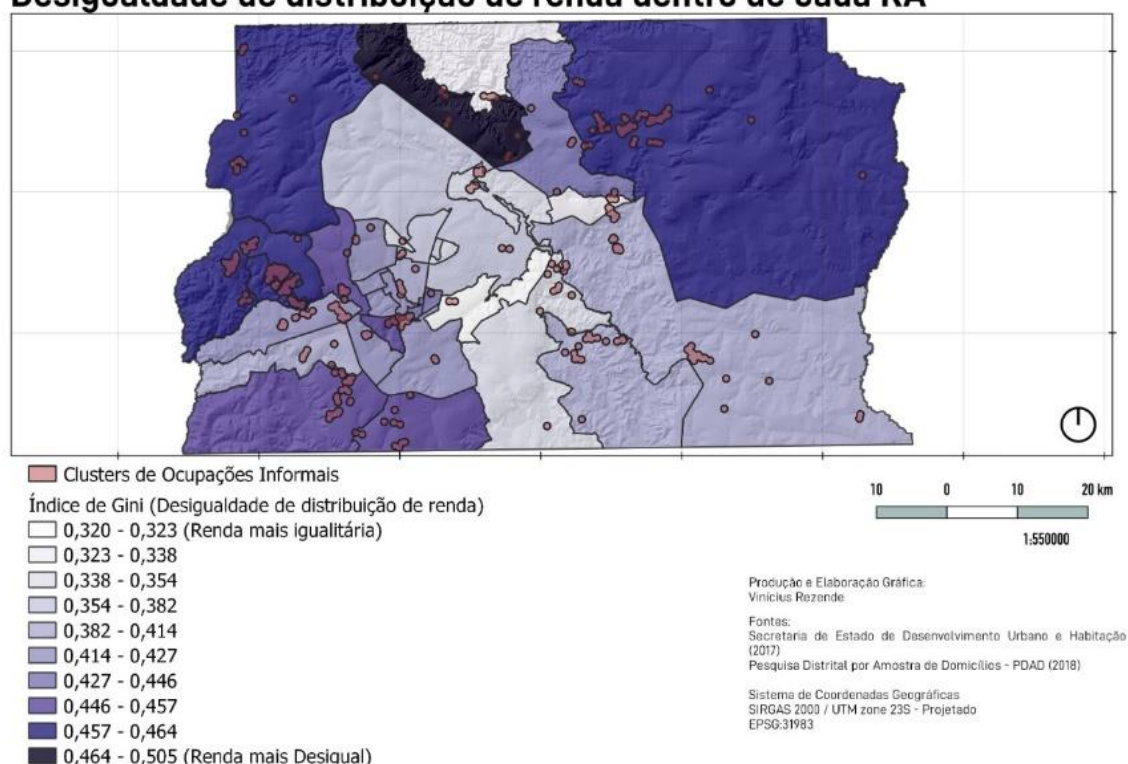 Desigualdade de distribuição de renda dentro de cada RA
Clusters de Ocupações Informais
Índice de Gini (Desigualdade de distribuição de renda)
0,320 - 0,323 (Renda mais igualitária)
0,323 - 0,338
0,338 - 0,354
0,354 - 0,382
0,382 - 0,414
0,414 - 0,427
0,427 - 0,446
0,446 - 0,457
0,457 - 0,464
0,464 - 0,505 (Renda mais Desigual)
10 0 10 20 km
1:550000
Produção e Elaboração Gráfica:
Vinícius Rezende
Fontes:
Secretaria de Estado de Desenvolvimento Urbano e Habitação
(2017)
Pesquisa Distrital por Amostra de Domicílios - PDAD (2018)
Sistema de Coordenadas Geográficas
SIRGAS 2000 / UTM zone 23S - Projetado
EPSG:31983